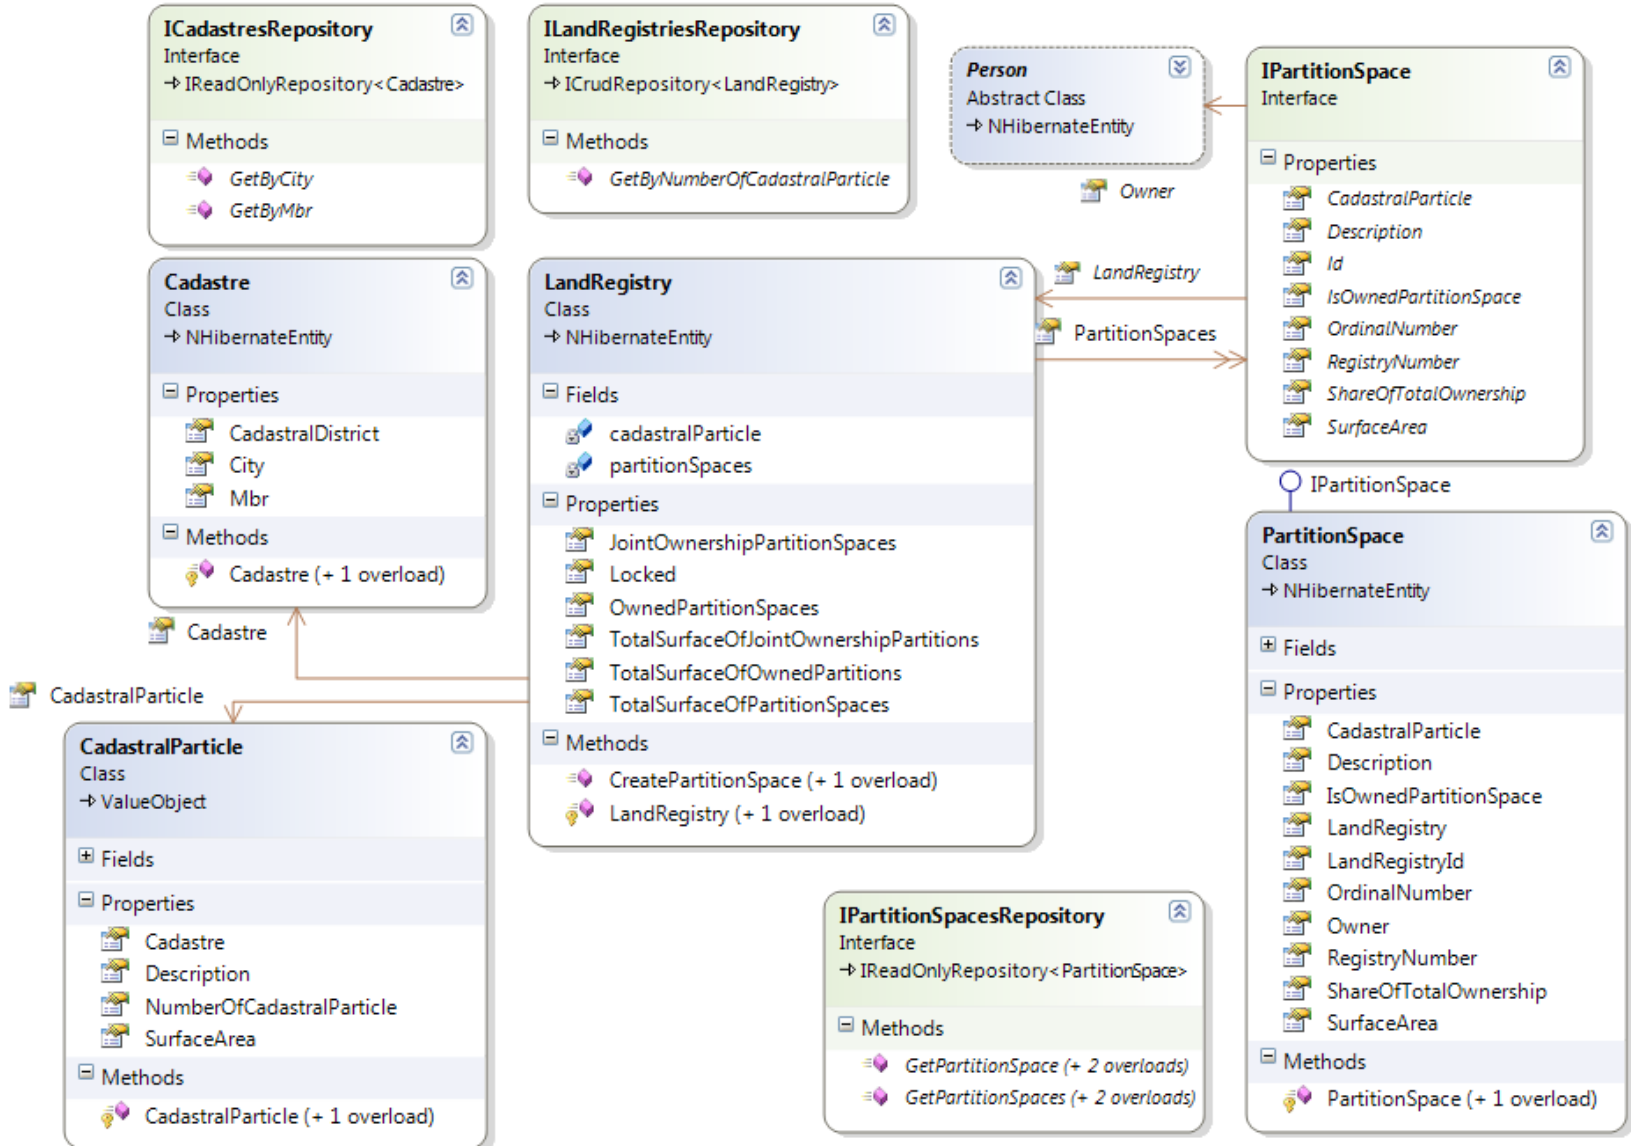 ICadastresRepository
Interface
IReadOnlyRepository<Cadastre>
Methods
GetByCity
GetByMbr
ILandRegistriesRepository
Interface
ICrudRepository<LandRegistry>
Methods
GetByNumberOfCadastralParticle
Person
Abstract Class
NHibernateEntity
Owner
IPartitionSpace
Interface
Properties
CadastralParticle
Description
Id
IsOwnedPartitionSpace
OrdinalNumber
RegistryNumber
ShareOfTotalOwnership
SurfaceArea
Cadastre
Class
NHibernateEntity
Properties
CadastralDistrict
City
Mbr
Methods
Cadastre (+ 1 overload)
Cadastre
CadastralParticle
LandRegistry
Class
NHibernateEntity
Fields
cadastralParticle
partitionSpaces
Properties
JointOwnershipPartitionSpaces
Locked
OwnedPartitionSpaces
TotalSurfaceOfJointOwnershipPartitions
TotalSurfaceOfOwnedPartitions
TotalSurfaceOfPartitionSpaces
Methods
CreatePartitionSpace (+ 1 overload)
LandRegistry (+ 1 overload)
LandRegistry
PartitionSpaces
IPartitionSpace
PartitionSpace
Class
NHibernateEntity
Fields
Properties
CadastralParticle
Description
IsOwnedPartitionSpace
LandRegistry
LandRegistryId
OrdinalNumber
Owner
RegistryNumber
ShareOfTotalOwnership
SurfaceArea
Methods
PartitionSpace (+ 1 overload)
CadastralParticle
Class
ValueObject
Fields
Properties
Cadastre
Description
NumberOfCadastralParticle
SurfaceArea
Methods
CadastralParticle (+ 1 overload)
IPartitionSpacesRepository
Interface
IReadOnlyRepository<PartitionSpace>
Methods
GetPartitionSpace (+ 2 overloads)
GetPartitionSpaces (+ 2 overloads)